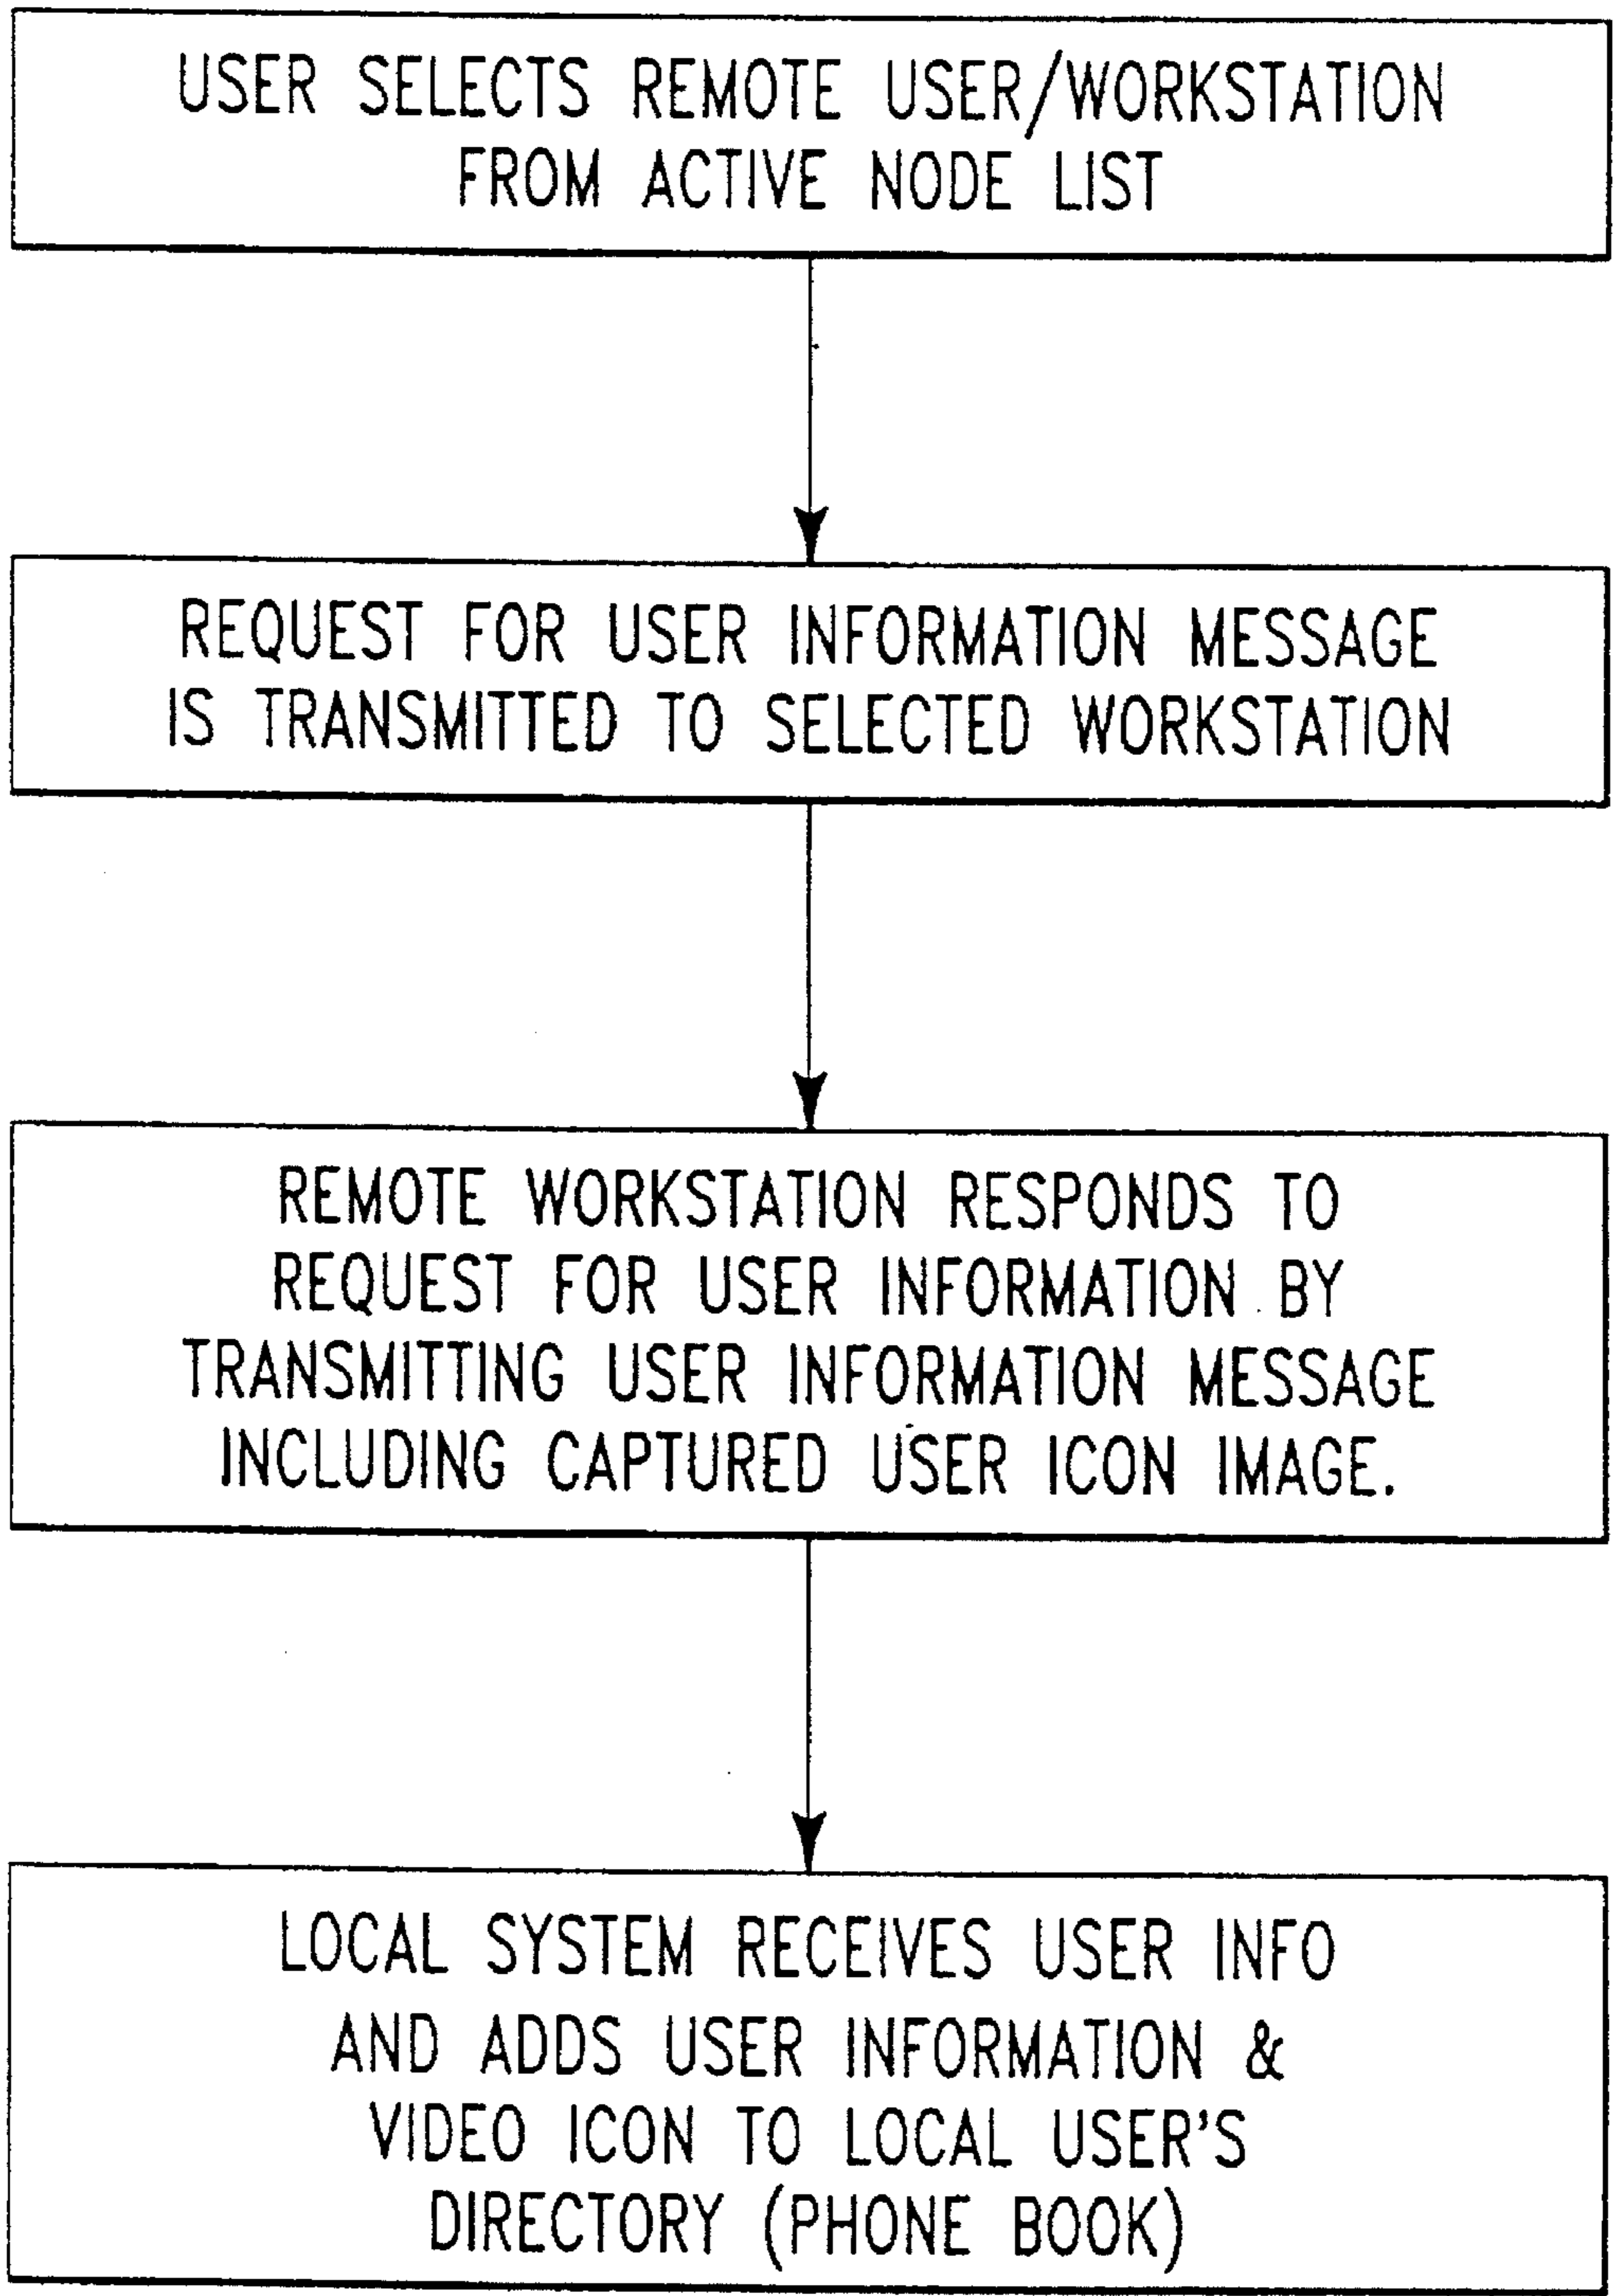 USER SELECTS REMOTE USER/WORKSTATION
FROM ACTIVE NODE LIST
REQUEST FOR USER INFORMATION MESSAGE
IS TRANSMITTED TO SELECTED WORKSTATION
REMOTE WORKSTATION RESPONDS TO
REQUEST FOR USER INFORMATION BY
TRANSMITTING USER INFORMATION MESSAGE
INCLUDING CAPTURED USER ICON IMAGE.
LOCAL SYSTEM RECEIVES USER INFO
AND ADDS USER INFORMATION &
VIDEO ICON TO LOCAL USER'S
DIRECTORY (PHONE BOOK)